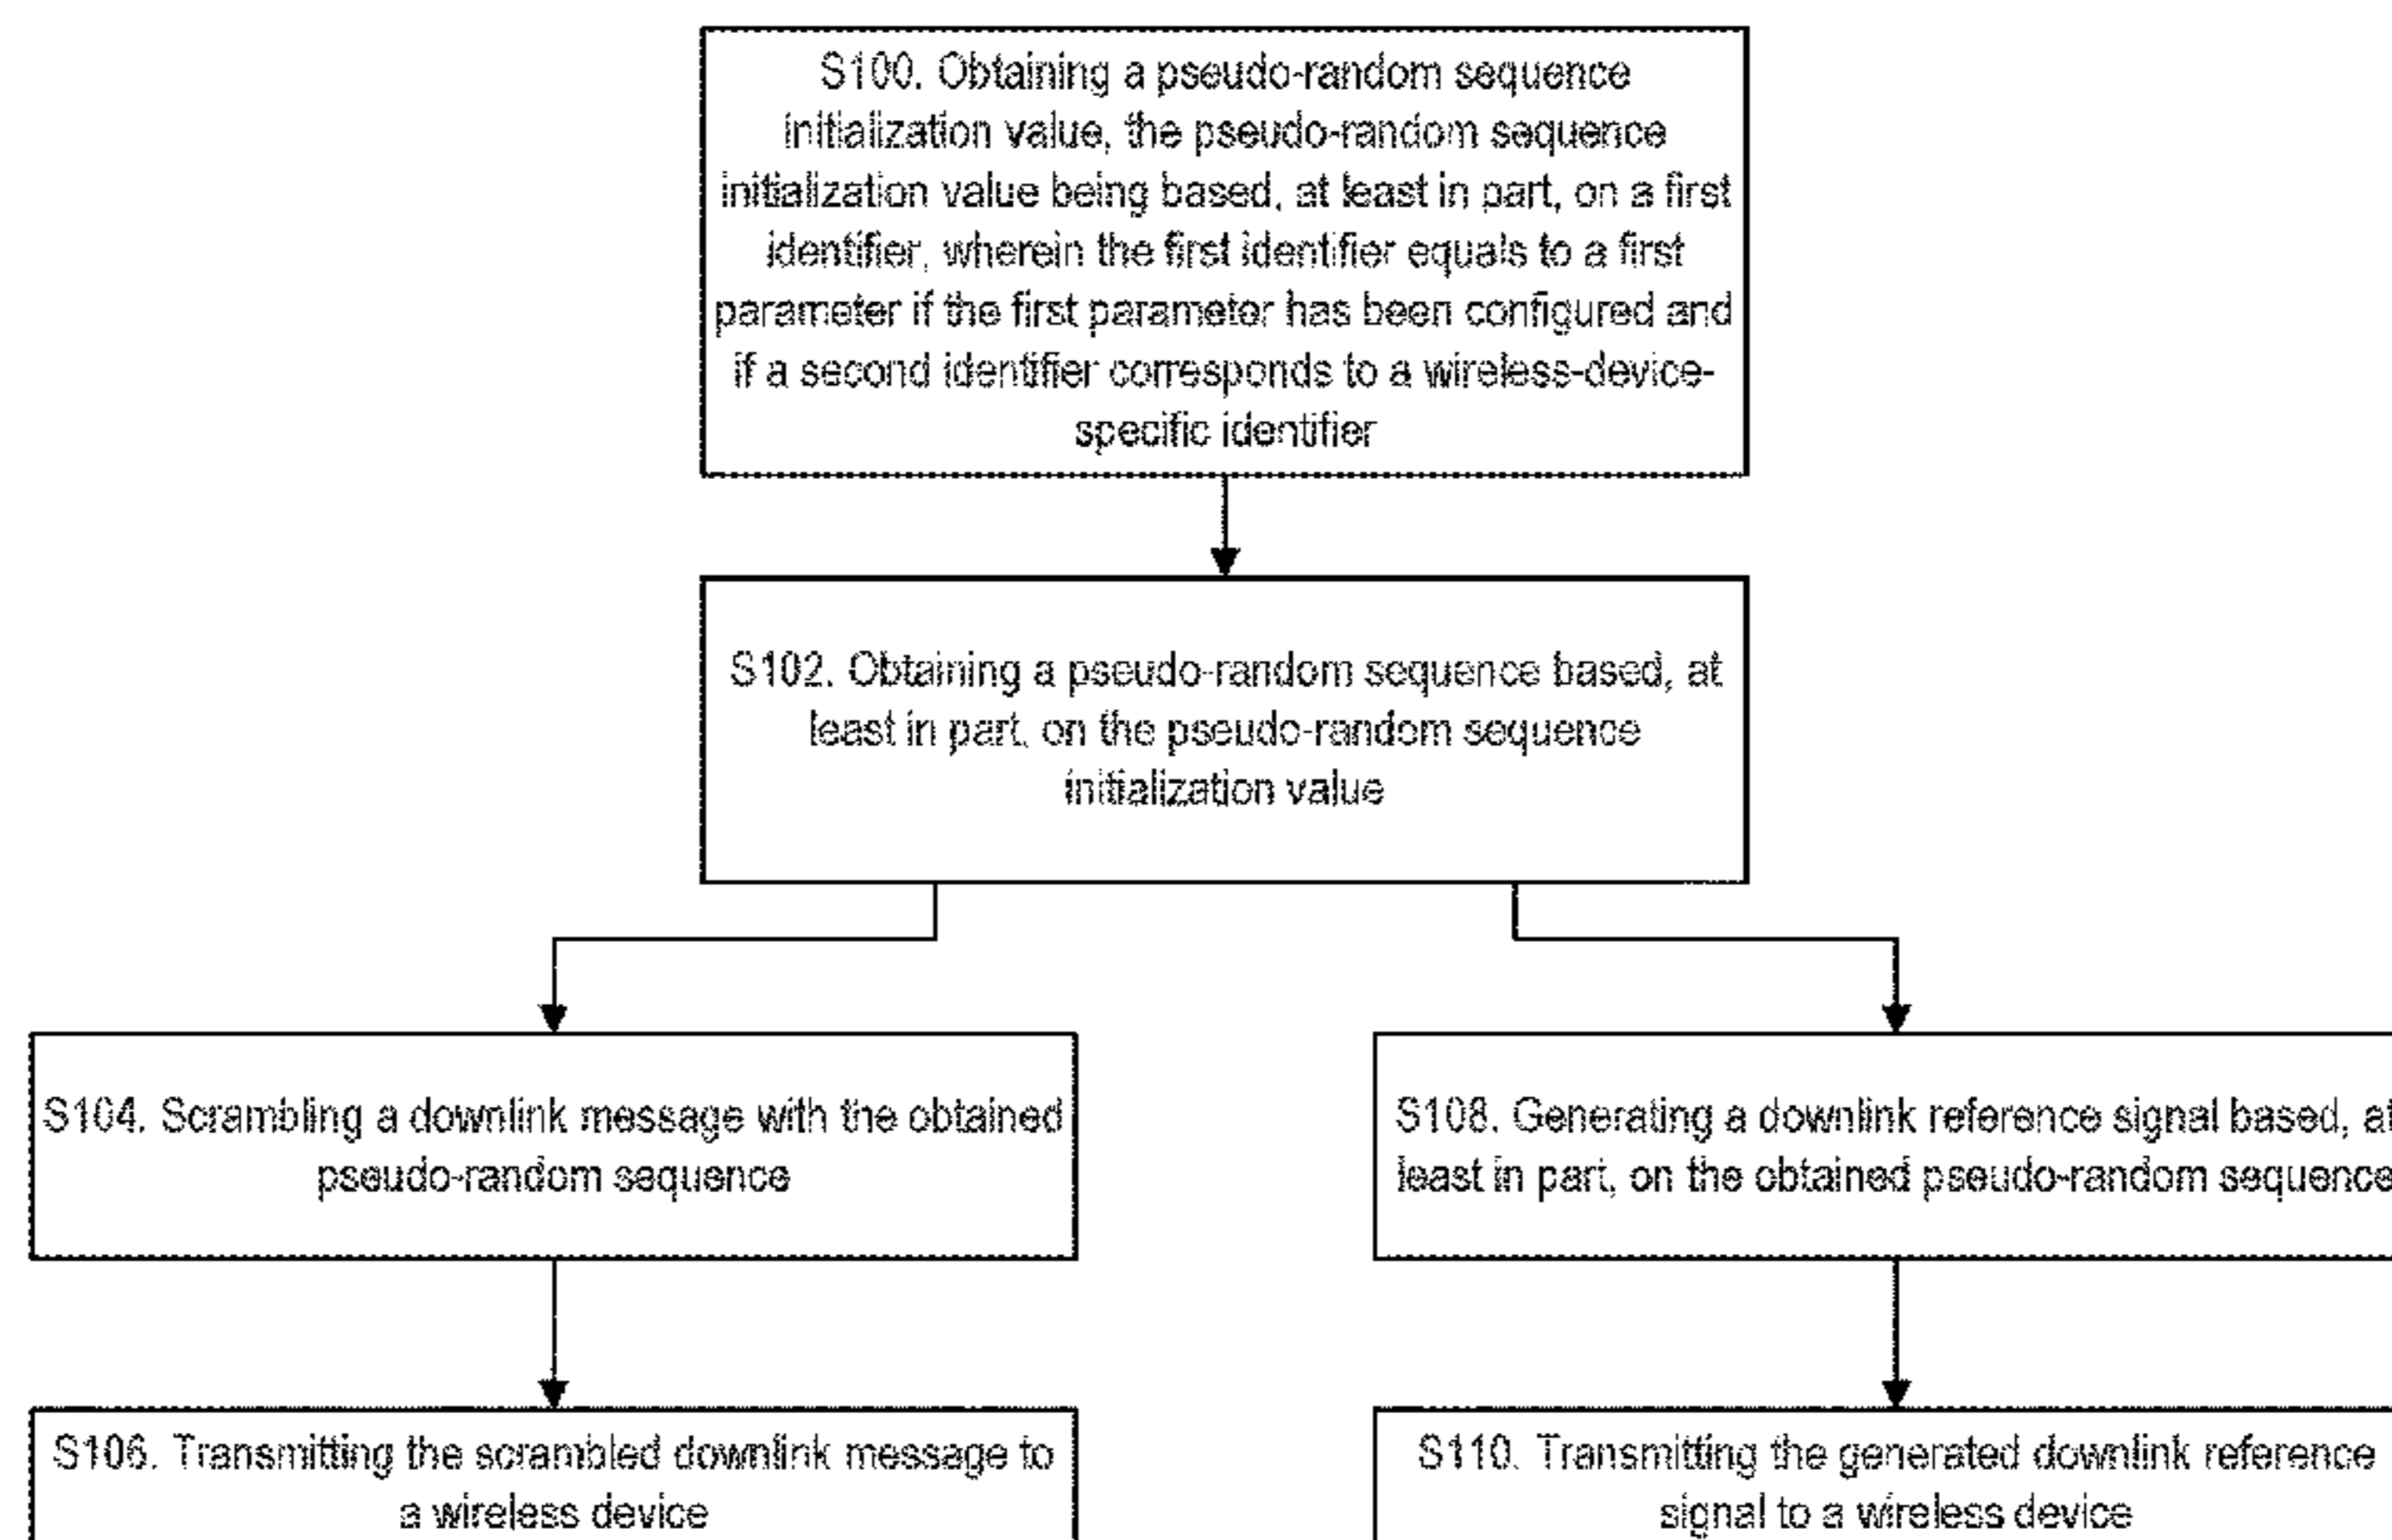 S100. Obtaining a pseudo-random sequence
initialization value, the pseudo-random sequence
initialization value being based, at least in part, on a first
identifier, wherein the first identifier equals to a first
parameter if the first parameter has been configured and
if a second identifier corresponds to a wireless-device-
specific identifier
S102. Obtaining a pseudo-random sequence based, at
least in part, on the pseudo-random sequence
initialization value
S104. Scrambling a downlink message with the obtained
pseudo-random sequence
S108. Generating a downlink reference signal based, at
least in part, on the obtained pseudo-random sequence
S106. Transmitting the scrambled downlink message to
a wireless device
S110. Transmitting the generated downlink reference
signal to a wireless device